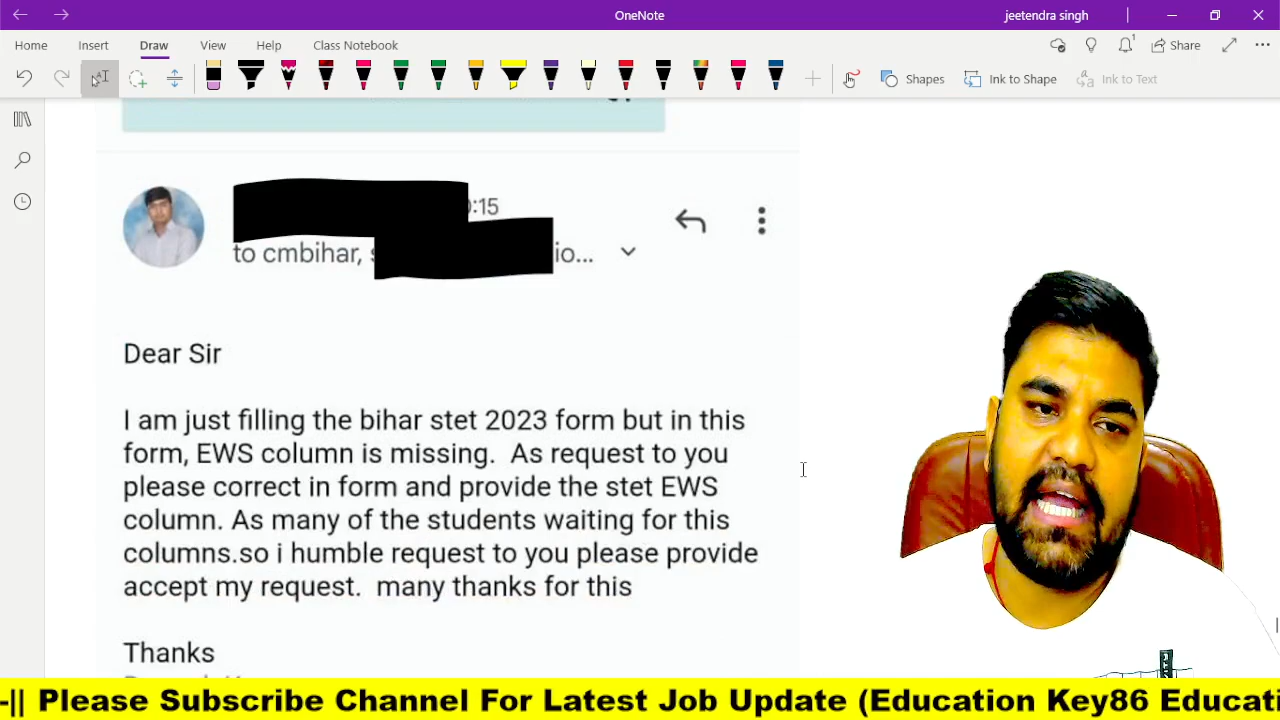 OneNote
jeetendra singh
Home Insert Draw View Help Class Notebook
Share
Shapes Ink to Shape Ink to Text
:15
to cmbihar, io...
Dear Sir
I am just filling the bihar stet 2023 form but in this
form, EWS column is missing. As request to you
please correct in form and provide the stet EWS
column. As many of the students waiting for this
columns.so i humble request to you please provide
accept my request. many thanks for this
Thanks
-|| Please Subscribe Channel For Latest Job Update (Education Key86 Educati